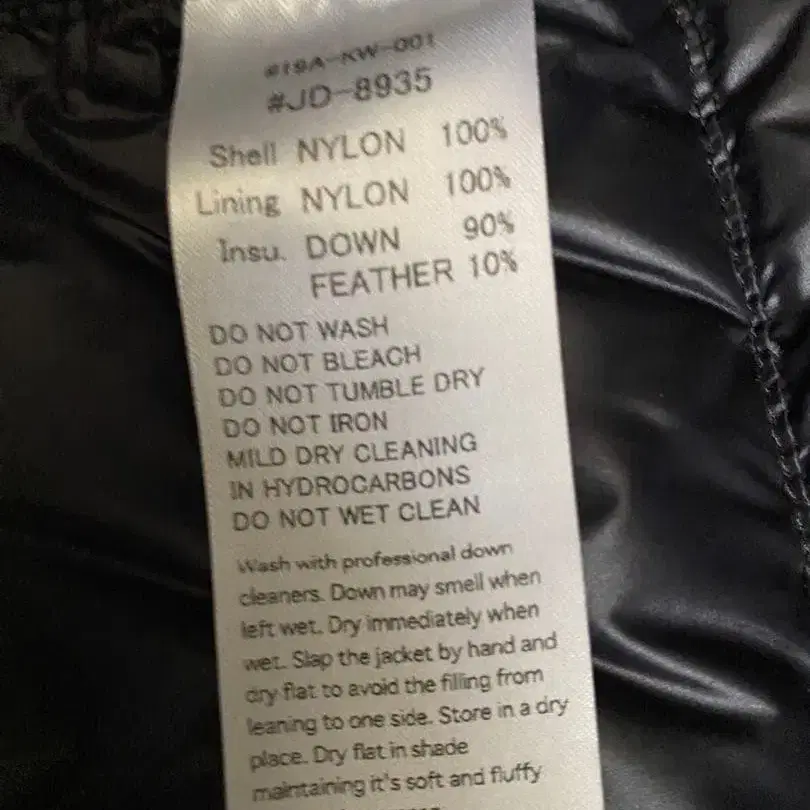 #19A-KW-001
#JD-8935
Shell NYLON 100%
Lining NYLON 100%
Insu. DOWN 90%
FEATHER 10%
DO NOT WASH
DO NOT BLEACH
DO NOT TUMBLE DRY
DO NOT IRON
MILD DRY CLEANING
IN HYDROCARBONS
DO NOT WET CLEAN
Wash with professional down
cleaners. Down may smell when
left wet. Dry immediately when
wet. Slap the jacket by hand and
dry flat to avoid the filling from
leaning to one side. Store in a dry
place. Dry flat in shade
maintaining it's soft and fluffy